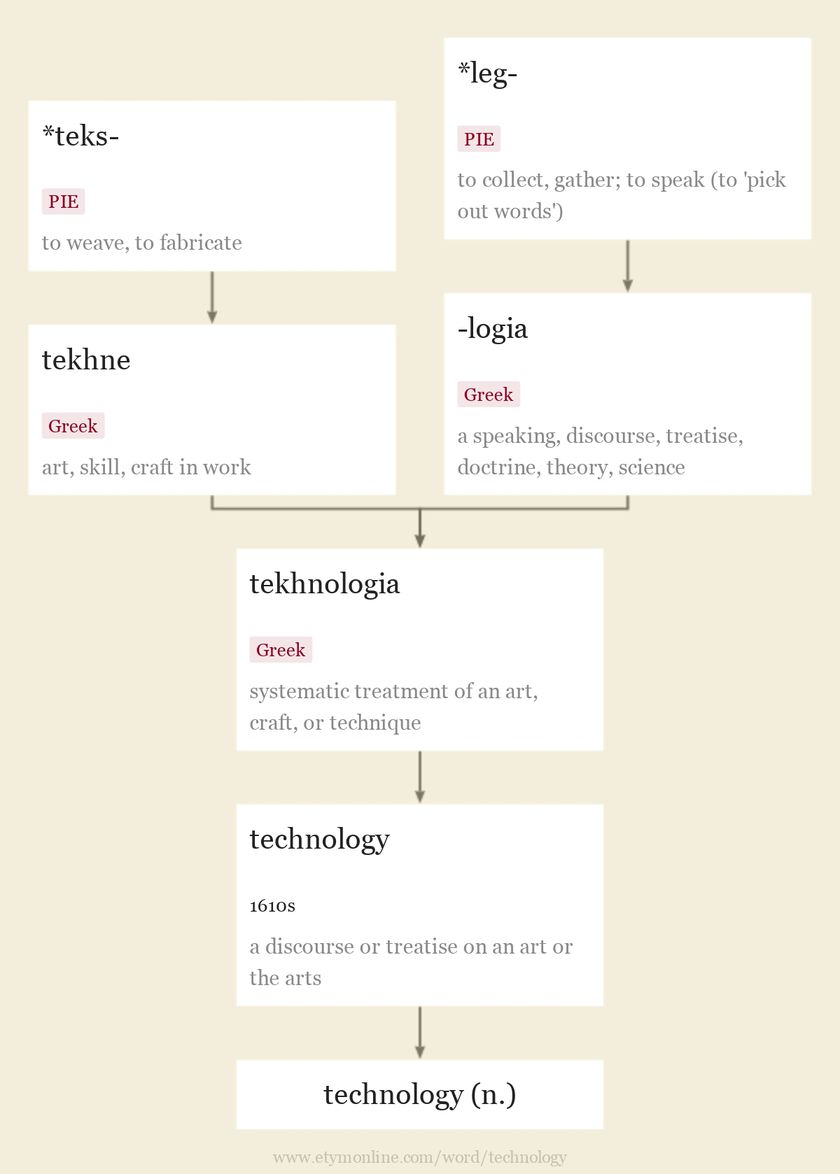 *teks-
PIE
to weave, to fabricate
*leg-
PIE
to collect, gather; to speak (to 'pick
out words')
tekhne
Greek
art, skill, craft in work
-logia
Greek
a speaking, discourse, treatise,
doctrine, theory, science
tekhnologia
Greek
systematic treatment of an art,
craft, or technique
technology
1610s
a discourse or treatise on an art or
the arts
technology (n.)
www.etymonline.com/word/technology